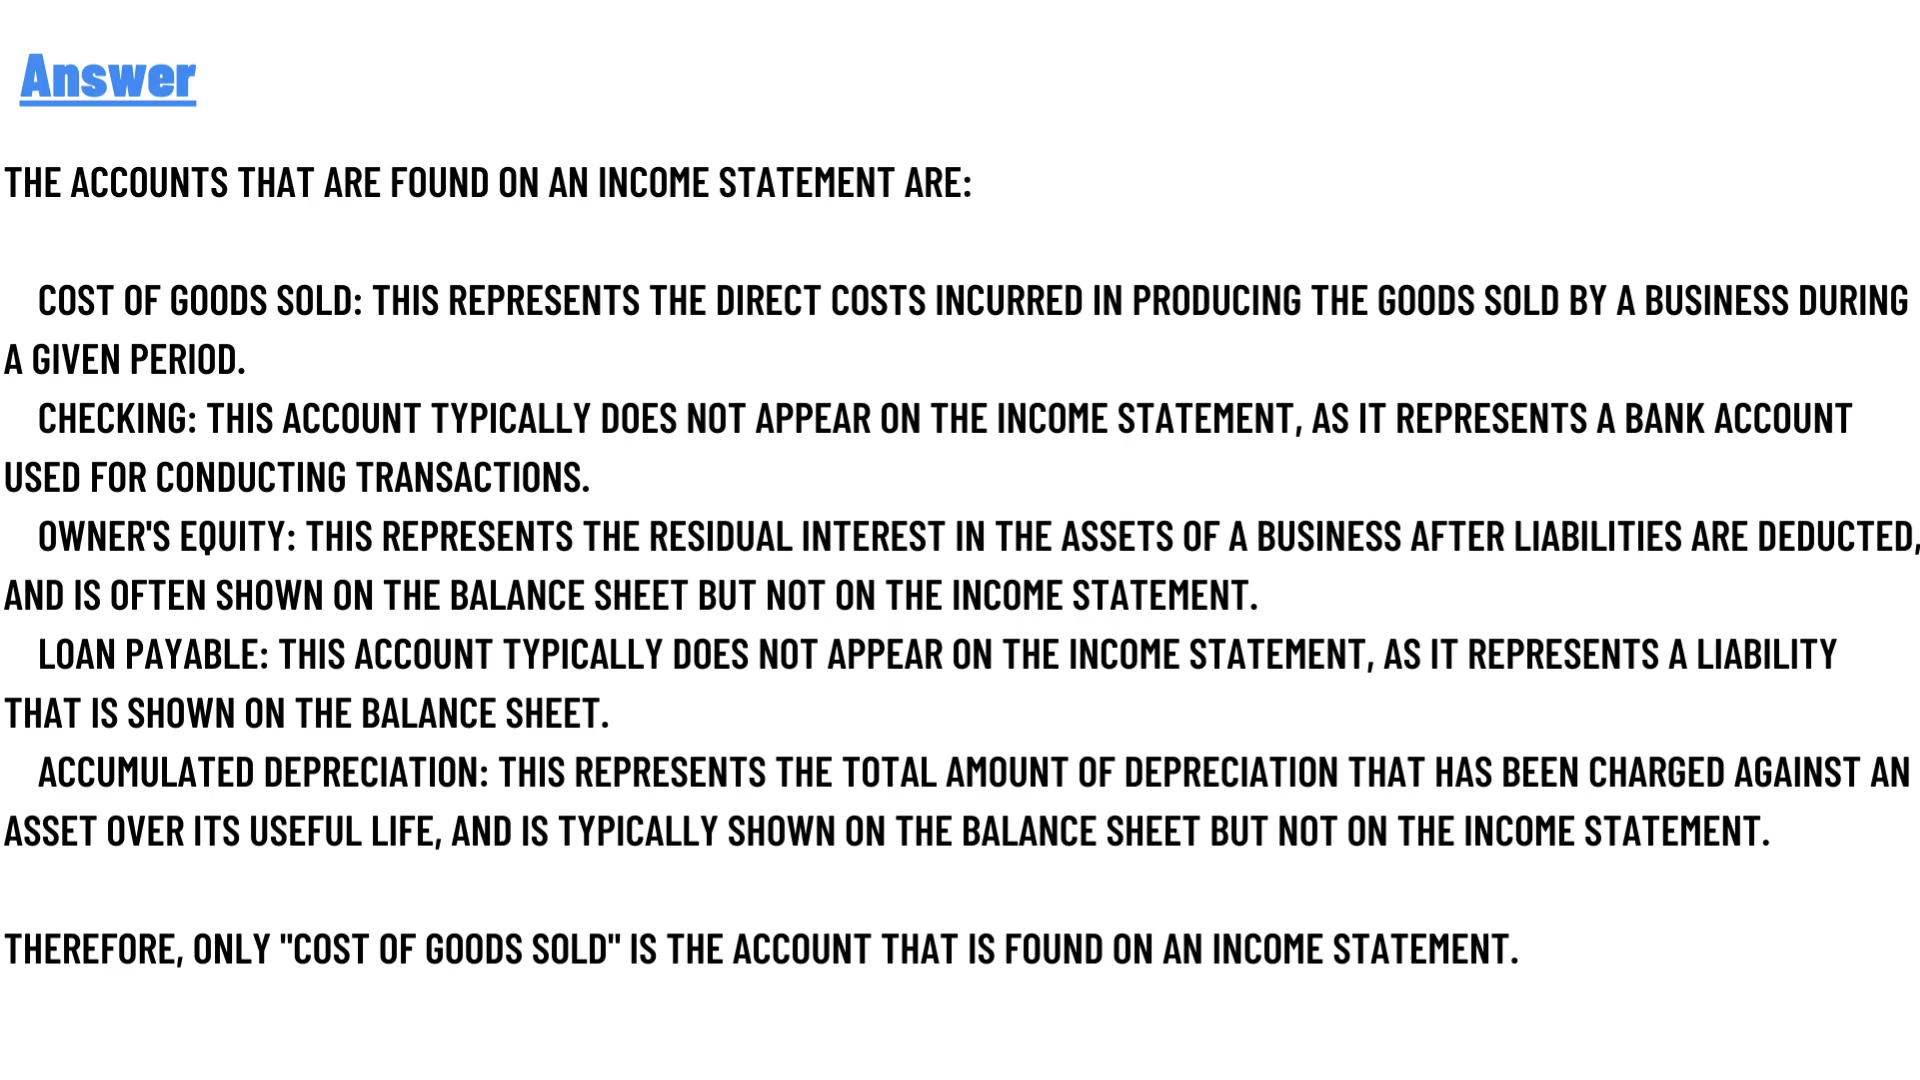 Answer
THE ACCOUNTS THAT ARE FOUND ON AN INCOME STATEMENT ARE:
COST OF GOODS SOLD: THIS REPRESENTS THE DIRECT COSTS INCURRED IN PRODUCING THE GOODS SOLD BY A BUSINESS DURING
A GIVEN PERIOD.
CHECKING: THIS ACCOUNT TYPICALLY DOES NOT APPEAR ON THE INCOME STATEMENT, AS IT REPRESENTS A BANK ACCOUNT
USED FOR CONDUCTING TRANSACTIONS.
OWNER'S EQUITY: THIS REPRESENTS THE RESIDUAL INTEREST IN THE ASSETS OF A BUSINESS AFTER LIABILITIES ARE DEDUCTED,
AND IS OFTEN SHOWN ON THE BALANCE SHEET BUT NOT ON THE INCOME STATEMENT.
LOAN PAYABLE: THIS ACCOUNT TYPICALLY DOES NOT APPEAR ON THE INCOME STATEMENT, AS IT REPRESENTS A LIABILITY
THAT IS SHOWN ON THE BALANCE SHEET.
ACCUMULATED DEPRECIATION: THIS REPRESENTS THE TOTAL AMOUNT OF DEPRECIATION THAT HAS BEEN CHARGED AGAINST AN
ASSET OVER ITS USEFUL LIFE, AND IS TYPICALLY SHOWN ON THE BALANCE SHEET BUT NOT ON THE INCOME STATEMENT.
THEREFORE, ONLY "COST OF GOODS SOLD" IS THE ACCOUNT THAT IS FOUND ON AN INCOME STATEMENT.